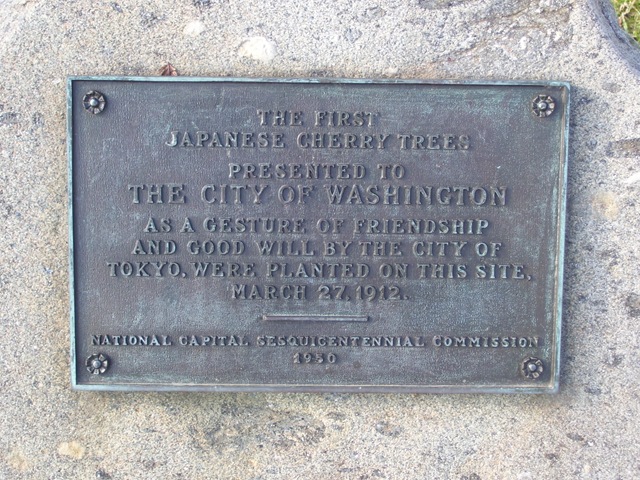 THE FIRST
JAPANESE CHERRY TREES
PRESENTED TO
THE CITY OF WASHINGTON
AS A GESTURE OF FRIENDSHIP
AND GOOD WILL BY THE CITY OF
TOKYO, WERE PLANTED ON THIS SITE,
MARCH 27, 1912.
NATIONAL CAPITAL SESQUICENTENNIAL COMMISSION
1950